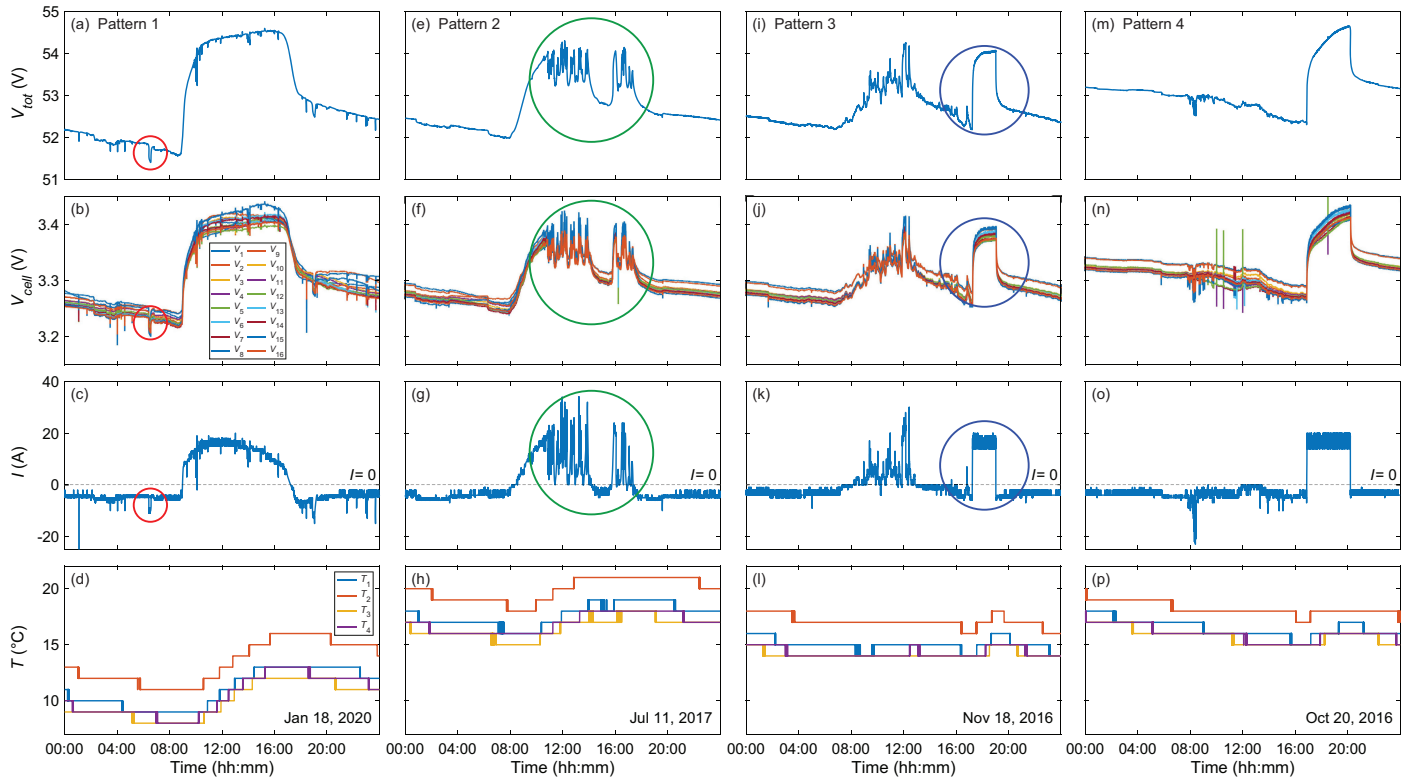 (a) Pattern 1
(e) Pattern 2
(i) Pattern 3
(m) Pattern 4
V_tot (V)
55
54
53
52
51
(b)
(f)
(j)
(n)
V_cell (V)
3.4
3.3
3.2
V_1 V_9
V_2 V_10
V_3 V_11
V_4 V_12
V_5 V_13
V_6 V_14
V_7 V_15
V_8 V_16
(c)
(g)
(k)
(o)
I (A)
40
20
0
-20
I = 0
I = 0
I = 0
I = 0
(d)
(h)
(l)
(p)
T (°C)
20
15
10
T_1
T_2
T_3
T_4
Jan 18, 2020
Jul 11, 2017
Nov 18, 2016
Oct 20, 2016
00:00 04:00 08:00 12:00 16:00 20:00
00:00 04:00 08:00 12:00 16:00 20:00
00:00 04:00 08:00 12:00 16:00 20:00
00:00 04:00 08:00 12:00 16:00 20:00
Time (hh:mm)
Time (hh:mm)
Time (hh:mm)
Time (hh:mm)